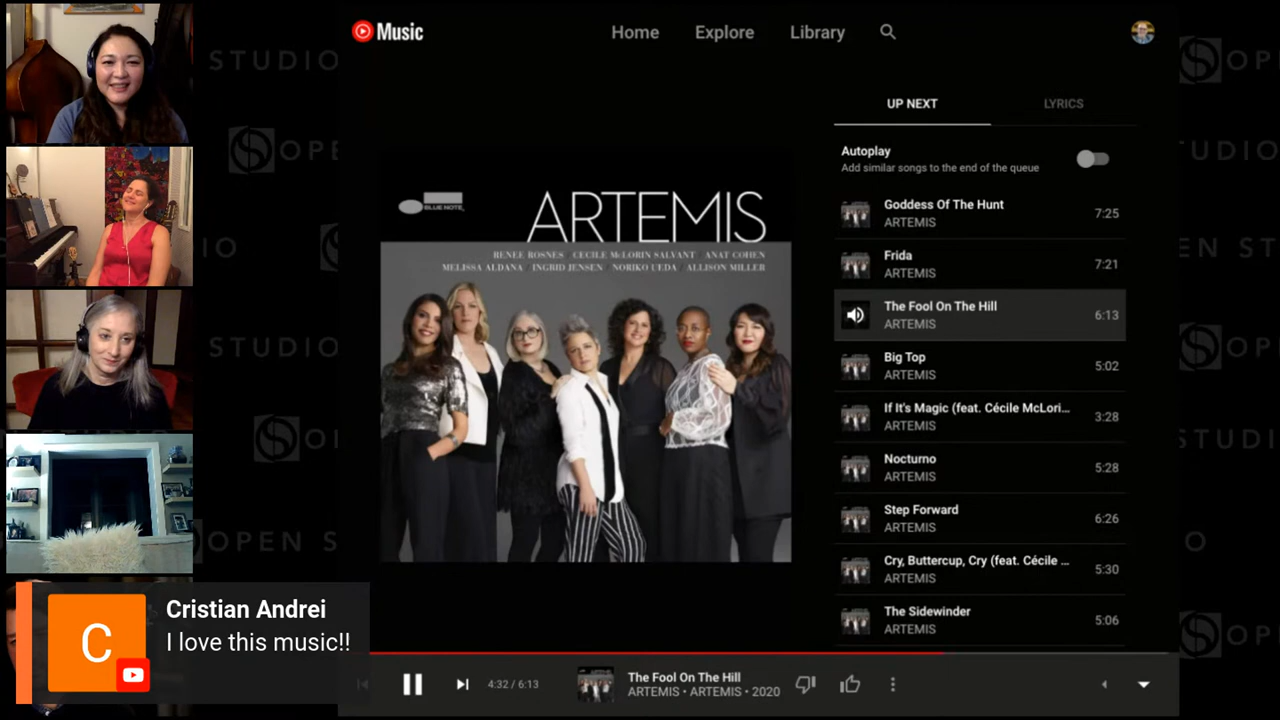 Music
Home
Explore
Library
UP NEXT
LYRICS
Autoplay
Add similar songs to the end of the queue
BLUE NOTE
ARTEMIS
RENEE ROSNES / CECILE McLORIN SALVANT / ANAT COHEN
MELISSA ALDANA / INGRID JENSEN / NORIKO UEDA / ALLISON MILLER
Goddess Of The Hunt
ARTEMIS
7:25
Frida
ARTEMIS
7:21
The Fool On The Hill
ARTEMIS
6:13
Big Top
ARTEMIS
5:02
If It's Magic (feat. Cécile McLori...
ARTEMIS
3:28
Nocturno
ARTEMIS
5:28
Step Forward
ARTEMIS
6:26
Cry, Buttercup, Cry (feat. Cécile ...
ARTEMIS
5:30
The Sidewinder
ARTEMIS
5:06
4:32 / 6:13
The Fool On The Hill
ARTEMIS • ARTEMIS • 2020
C
Cristian Andrei
I love this music!!
STUDIO
OPE
STUDIO
OPEN S